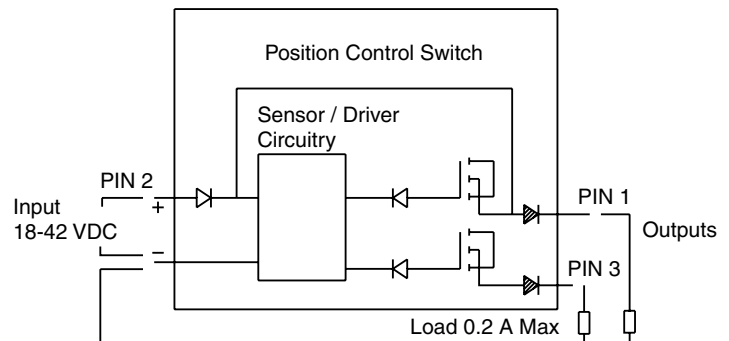 Position Control Switch
Sensor / Driver
Circuitry
PIN 2
+
Input
18-42 VDC
−
PIN 1
Outputs
PIN 3
Load 0.2 A Max